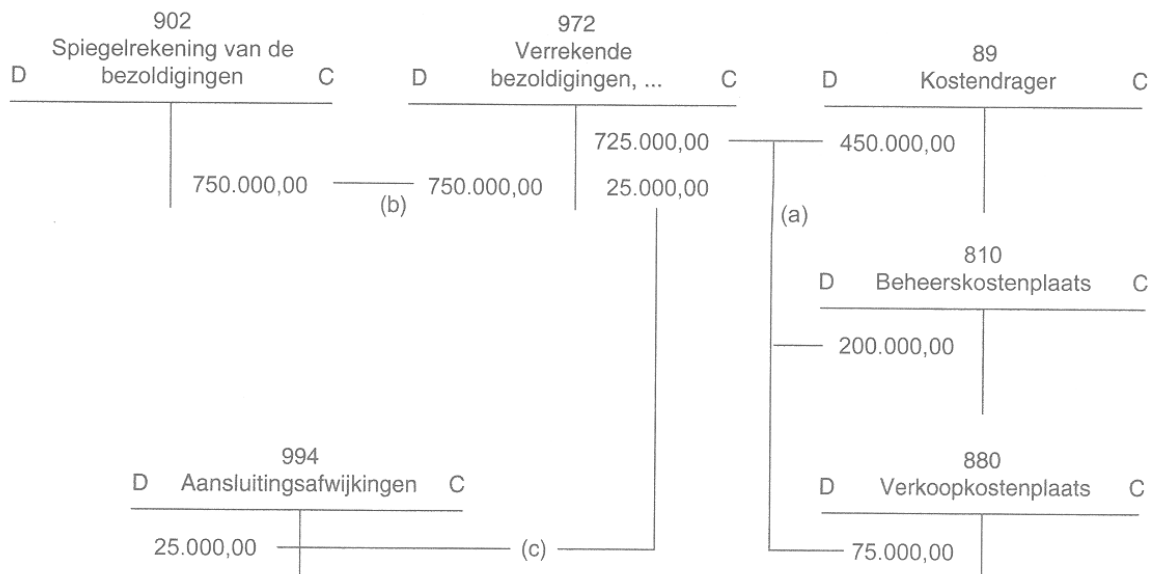 902
Spiegelrekening van de
D bezoldigingen C
972
Verrekende
D bezoldigingen, ... C
89
D Kostendrager C
725.000,00 450.000,00
750.000,00 (b) 750.000,00 25.000,00
(a)
810
D Beheerskostenplaats C
200.000,00
994
D Aansluitingsafwijkingen C
880
D Verkoopkostenplaats C
25.000,00 (c) 75.000,00